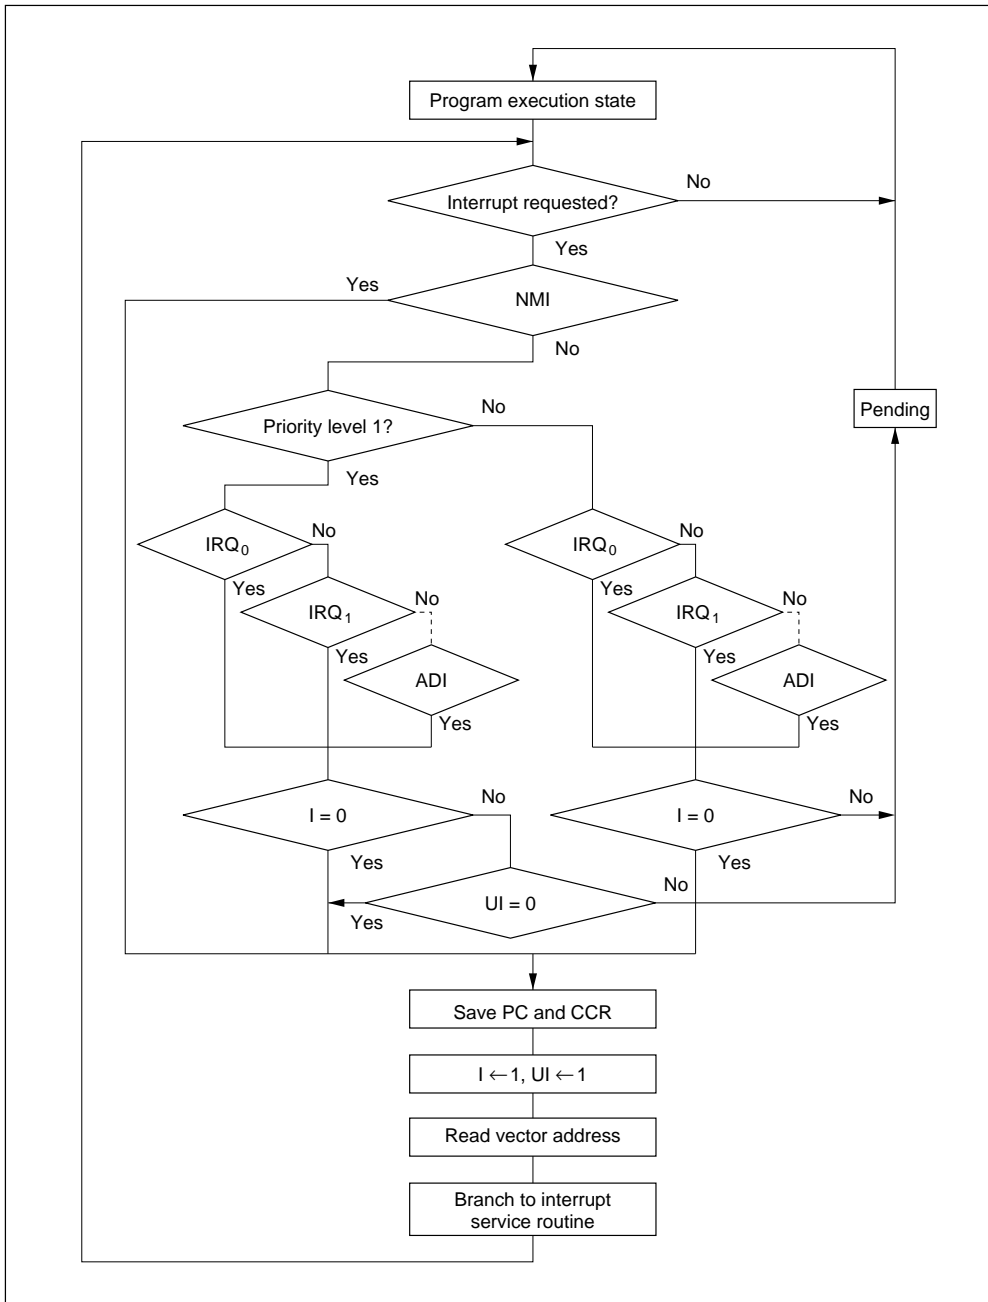 Program execution state
Interrupt requested?
No
Yes
Yes
NMI
No
Priority level 1?
No
Pending
Yes
IRQ0
No
Yes
IRQ0
No
Yes
IRQ1
No
Yes
IRQ1
No
Yes
ADI
Yes
ADI
Yes
I = 0
No
Yes
I = 0
No
Yes
UI = 0
No
Yes
Save PC and CCR
I ←1, UI ←1
Read vector address
Branch to interrupt
service routine